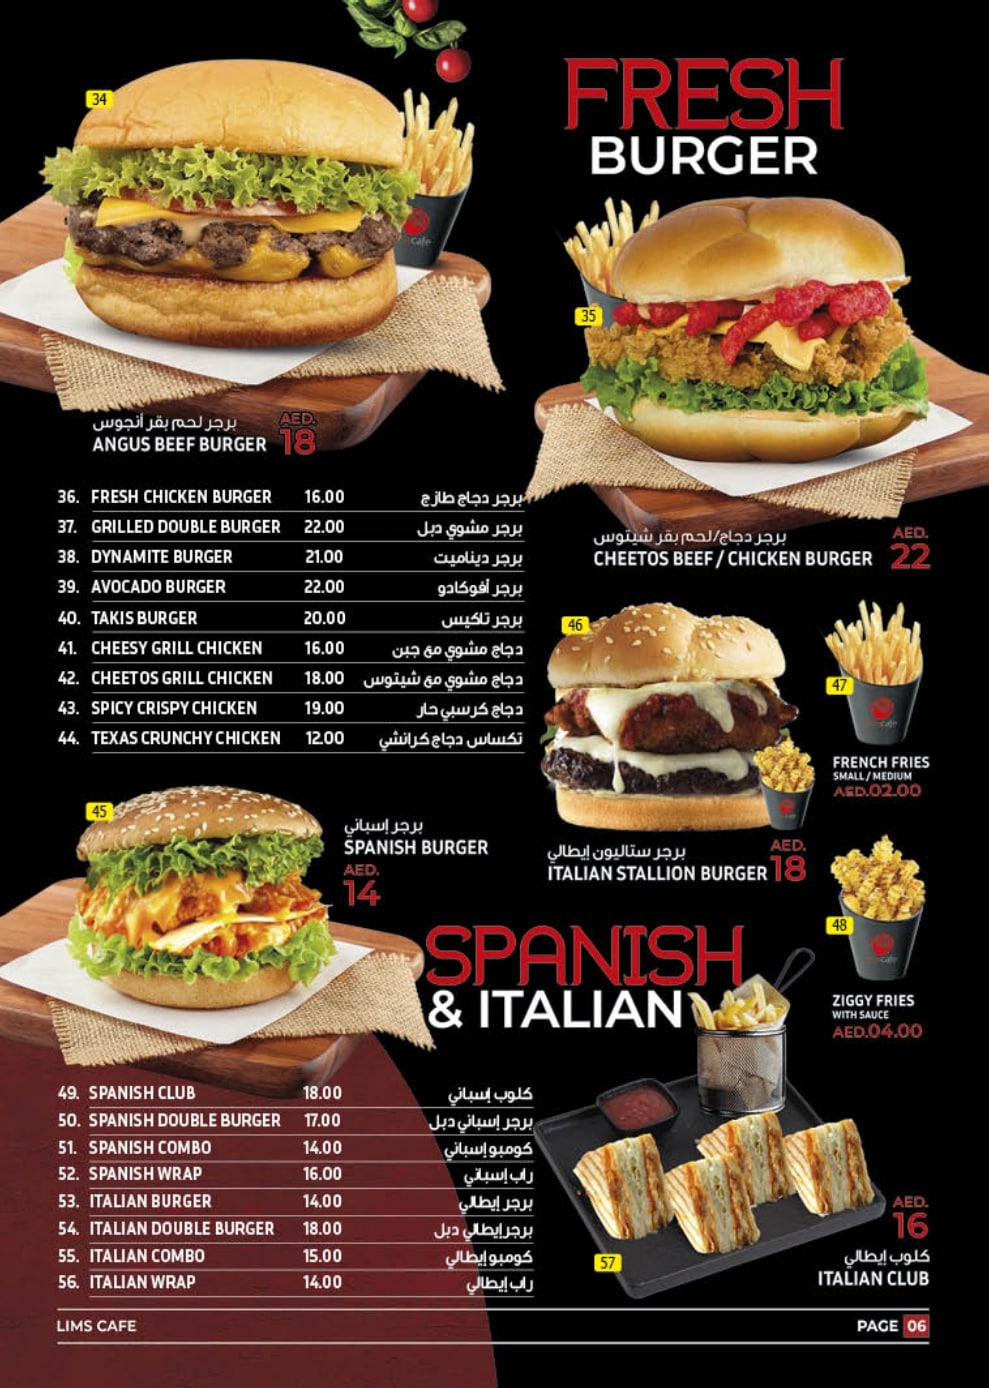 34
FRESH
BURGER
35
برجر لحم بقر أنجوس
ANGUS BEEF BURGER
AED.
18
36. FRESH CHICKEN BURGER 16.00 برجر دجاج طازج
37. GRILLED DOUBLE BURGER 22.00 برجر مشوي دبل
38. DYNAMITE BURGER 21.00 برجر ديناميت
39. AVOCADO BURGER 22.00 برجر أفوكادو
40. TAKIS BURGER 20.00 برجر تاكيس
41. CHEESY GRILL CHICKEN 16.00 دجاج مشوي مع جبن
42. CHEETOS GRILL CHICKEN 18.00 دجاج مشوي مع شيتوس
43. SPICY CRISPY CHICKEN 19.00 دجاج كرسبي حار
44. TEXAS CRUNCHY CHICKEN 12.00 تكساس دجاج كرانشي
برجر دجاج/لحم بقر شيتوس
CHEETOS BEEF / CHICKEN BURGER
AED.
22
46
47
FRENCH FRIES
SMALL / MEDIUM
AED.02.00
45
برجر إسباني
SPANISH BURGER
AED.
14
برجر ستاليون إيطالي
ITALIAN STALLION BURGER
AED.
18
48
ZIGGY FRIES
WITH SAUCE
AED.04.00
SPANISH
& ITALIAN
49. SPANISH CLUB 18.00 كلوب إسباني
50. SPANISH DOUBLE BURGER 17.00 برجر إسباني دبل
51. SPANISH COMBO 14.00 كومبو إسباني
52. SPANISH WRAP 16.00 راب إسباني
53. ITALIAN BURGER 14.00 برجر إيطالي
54. ITALIAN DOUBLE BURGER 18.00 برجر إيطالي دبل
55. ITALIAN COMBO 15.00 كومبو إيطالي
56. ITALIAN WRAP 14.00 راب إيطالي
57
AED.
16
كلوب إيطالي
ITALIAN CLUB
LIMS CAFE
PAGE 06